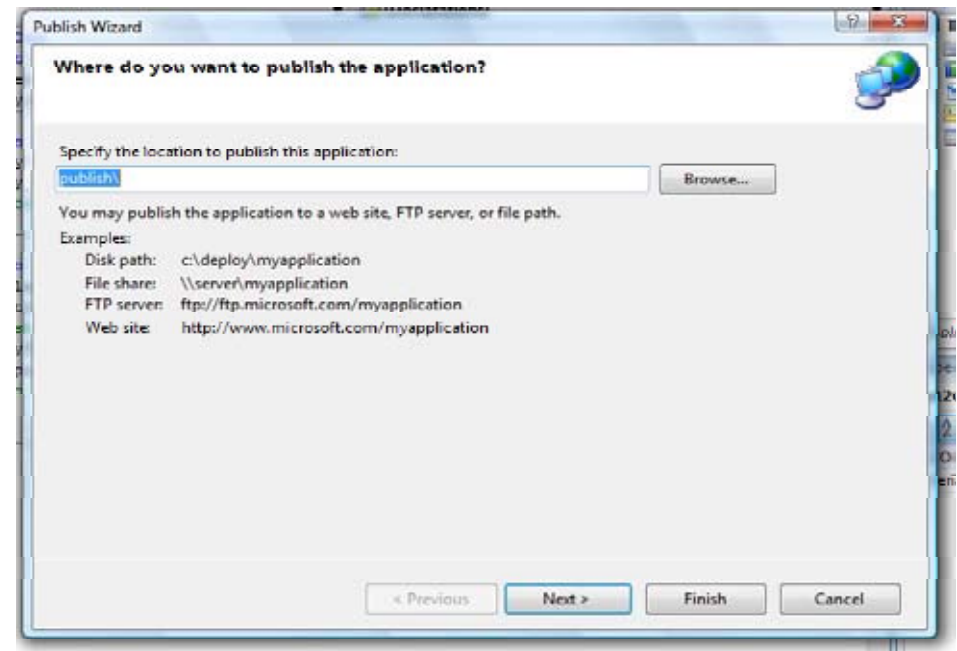 Publish Wizard
Where do you want to publish the application?
Specify the location to publish this application:
publish\
Browse...
You may publish the application to a web site, FTP server, or file path.
Examples:
Disk path: c:\deploy\myapplication
File share: \\server\myapplication
FTP server: ftp://ftp.microsoft.com/myapplication
Web site: http://www.microsoft.com/myapplication
< Previous
Next >
Finish
Cancel